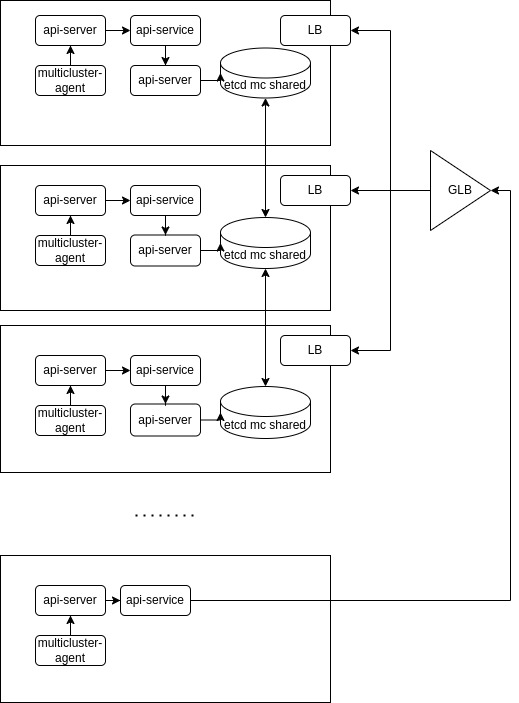 api-server
api-service
LB
multicluster-
agent
api-server
etcd mc shared
api-server
api-service
LB
GLB
multicluster-
agent
api-server
etcd mc shared
api-server
api-service
LB
multicluster-
agent
api-server
etcd mc shared
........
api-server
api-service
multicluster-
agent